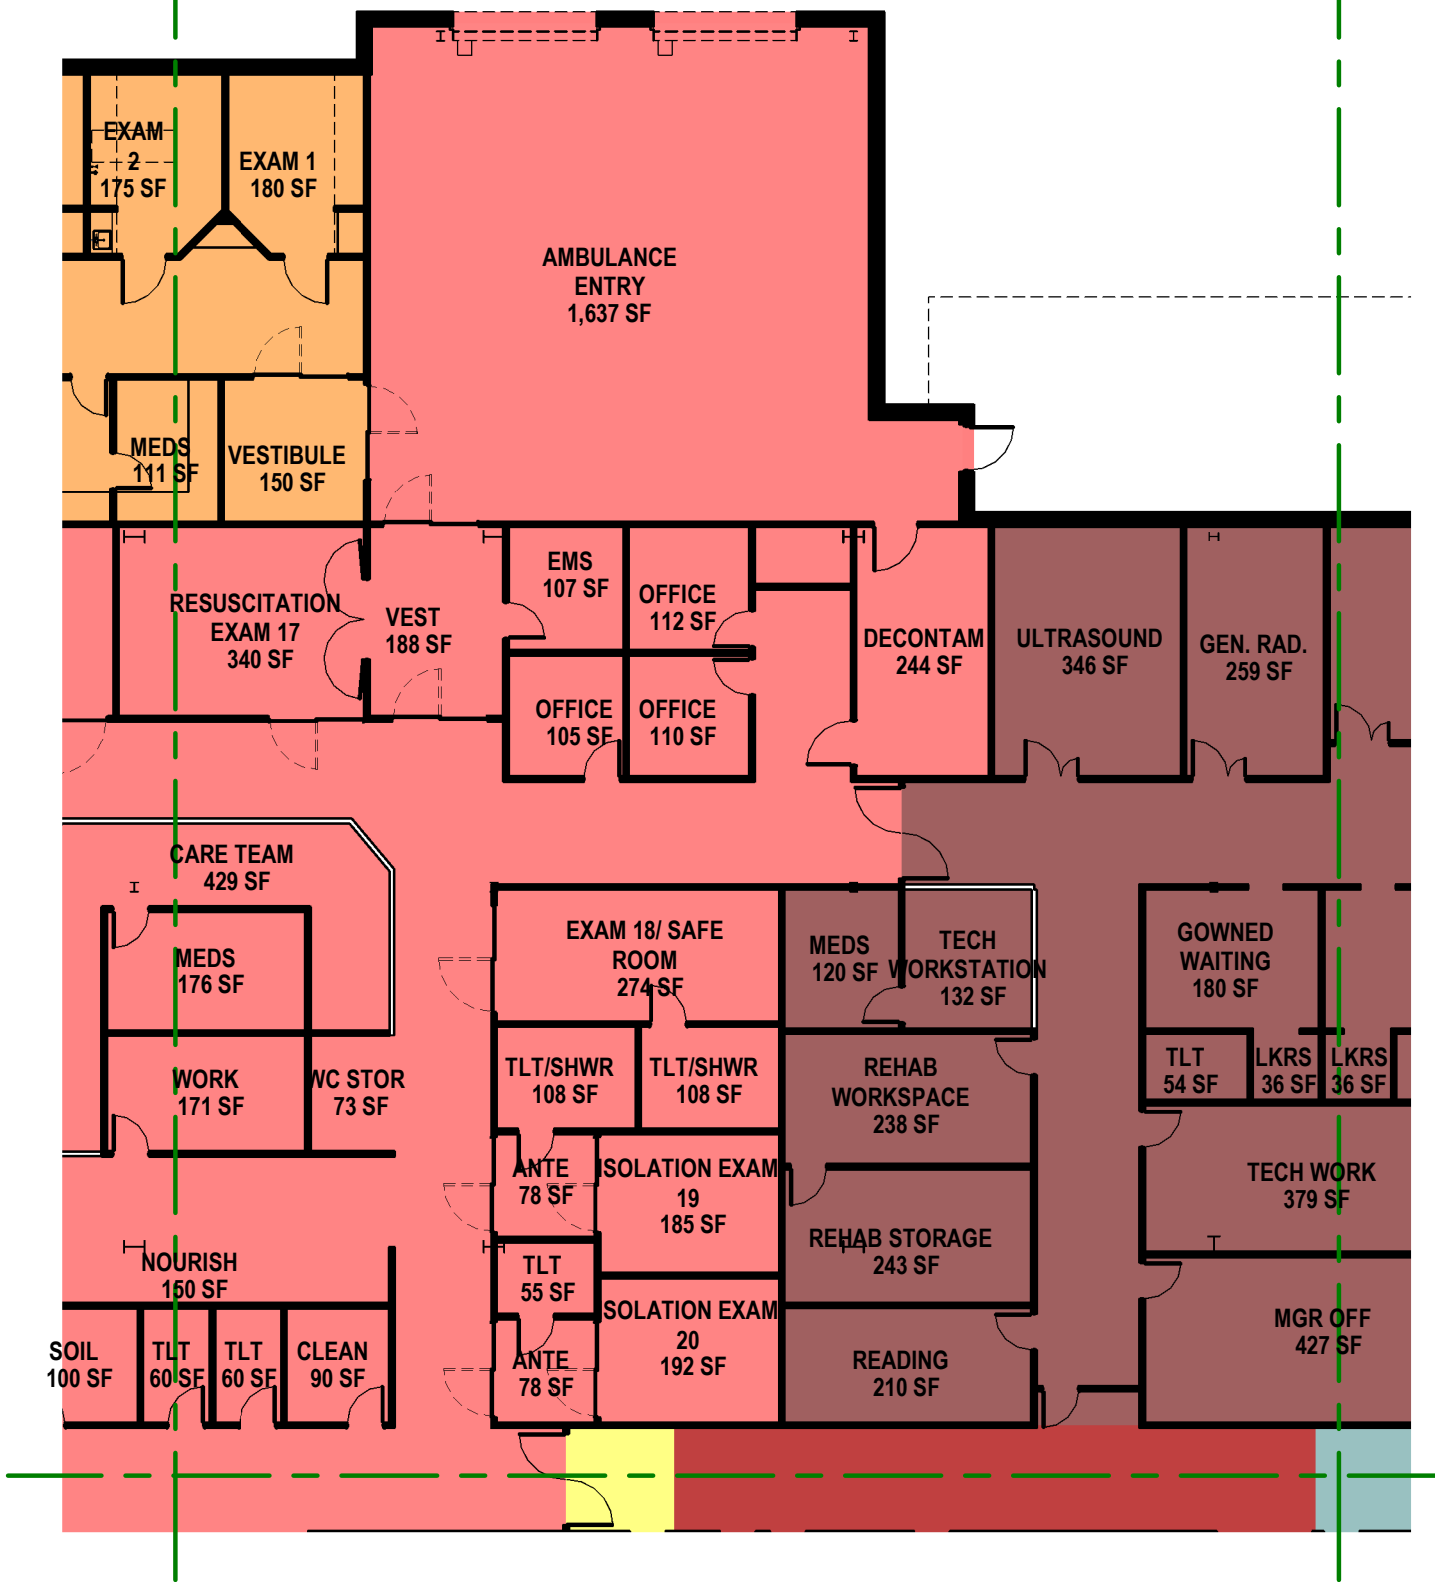 EXAM
2
175 SF
EXAM 1
180 SF
AMBULANCE
ENTRY
1,637 SF
MEDS
111 SF
VESTIBULE
150 SF
RESUSCITATION
EXAM 17
340 SF
VEST
188 SF
EMS
107 SF
OFFICE
112 SF
OFFICE
105 SF
OFFICE
110 SF
DECONTAM
244 SF
ULTRASOUND
346 SF
GEN. RAD.
259 SF
CARE TEAM
429 SF
MEDS
176 SF
WORK
171 SF
WC STOR
73 SF
EXAM 18/ SAFE
ROOM
274 SF
MEDS
120 SF
TECH
WORKSTATION
132 SF
GOWNED
WAITING
180 SF
TLT/SHWR
108 SF
TLT/SHWR
108 SF
REHAB
WORKSPACE
238 SF
TLT
54 SF
LKRS
36 SF
LKRS
36 SF
ANTE
78 SF
ISOLATION EXAM
19
185 SF
TECH WORK
379 SF
REHAB STORAGE
243 SF
NOURISH
150 SF
TLT
55 SF
ISOLATION EXAM
20
192 SF
MGR OFF
427 SF
SOIL
100 SF
TLT
60 SF
TLT
60 SF
CLEAN
90 SF
ANTE
78 SF
READING
210 SF